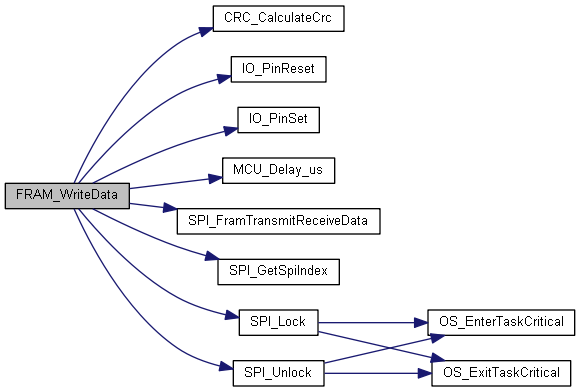 CRC_CalculateCrc
IO_PinReset
IO_PinSet
MCU_Delay_us
FRAM_WriteData
SPI_FramTransmitReceiveData
SPI_GetSpiIndex
SPI_Lock
OS_EnterTaskCritical
SPI_Unlock
OS_ExitTaskCritical